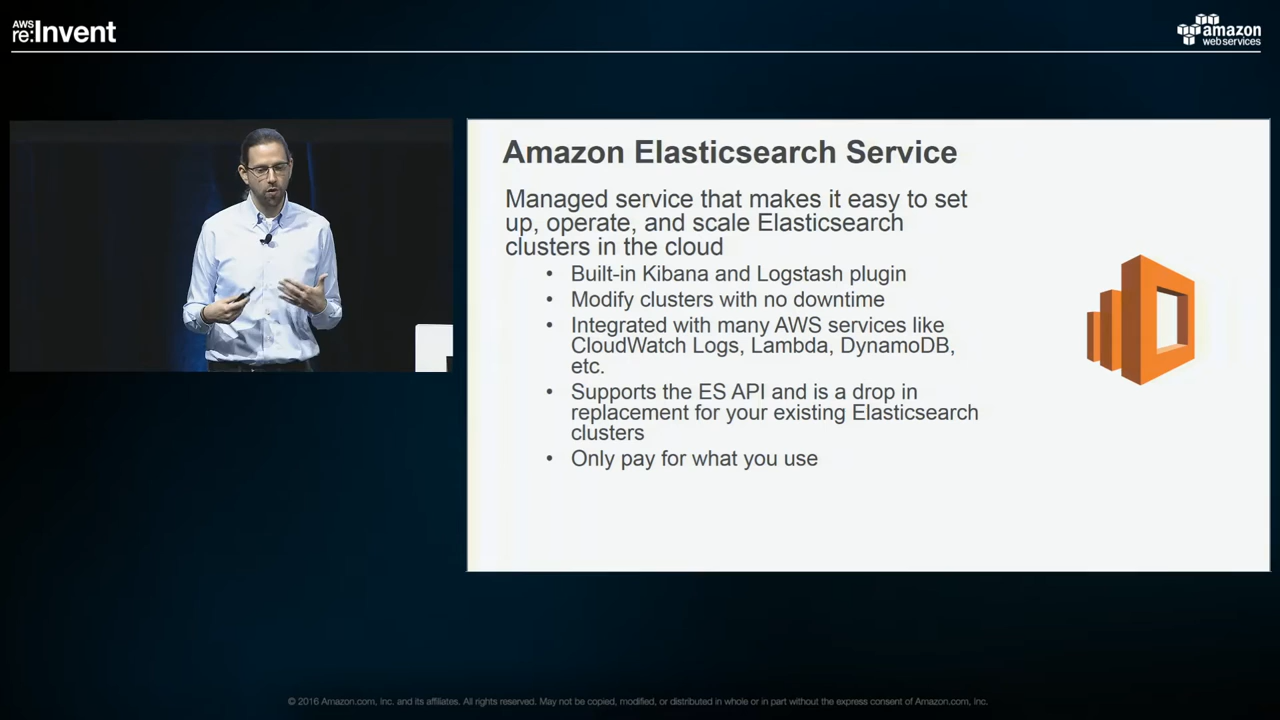 AWS
re:Invent
amazon
web services
Amazon Elasticsearch Service
Managed service that makes it easy to set
up, operate, and scale Elasticsearch
clusters in the cloud
• Built-in Kibana and Logstash plugin
• Modify clusters with no downtime
• Integrated with many AWS services like
CloudWatch Logs, Lambda, DynamoDB,
etc.
• Supports the ES API and is a drop in
replacement for your existing Elasticsearch
clusters
• Only pay for what you use
© 2016 Amazon.com, Inc. and its affiliates. All rights reserved. May not be copied, modified, or distributed in whole or in part without the express consent of Amazon.com, Inc.